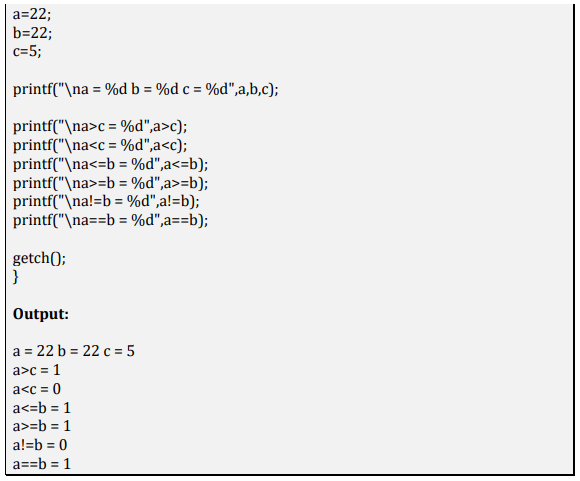 a=22;
b=22;
c=5;
printf("\na = %d b = %d c = %d",a,b,c);
printf("\na>c = %d",a>c);
printf("\na<c = %d",a<c);
printf("\na<=b = %d",a<=b);
printf("\na>=b = %d",a>=b);
printf("\na!=b = %d",a!=b);
printf("\na==b = %d",a==b);
getch();
}
Output:
a = 22 b = 22 c = 5
a>c = 1
a<c = 0
a<=b = 1
a>=b = 1
a!=b = 0
a==b = 1